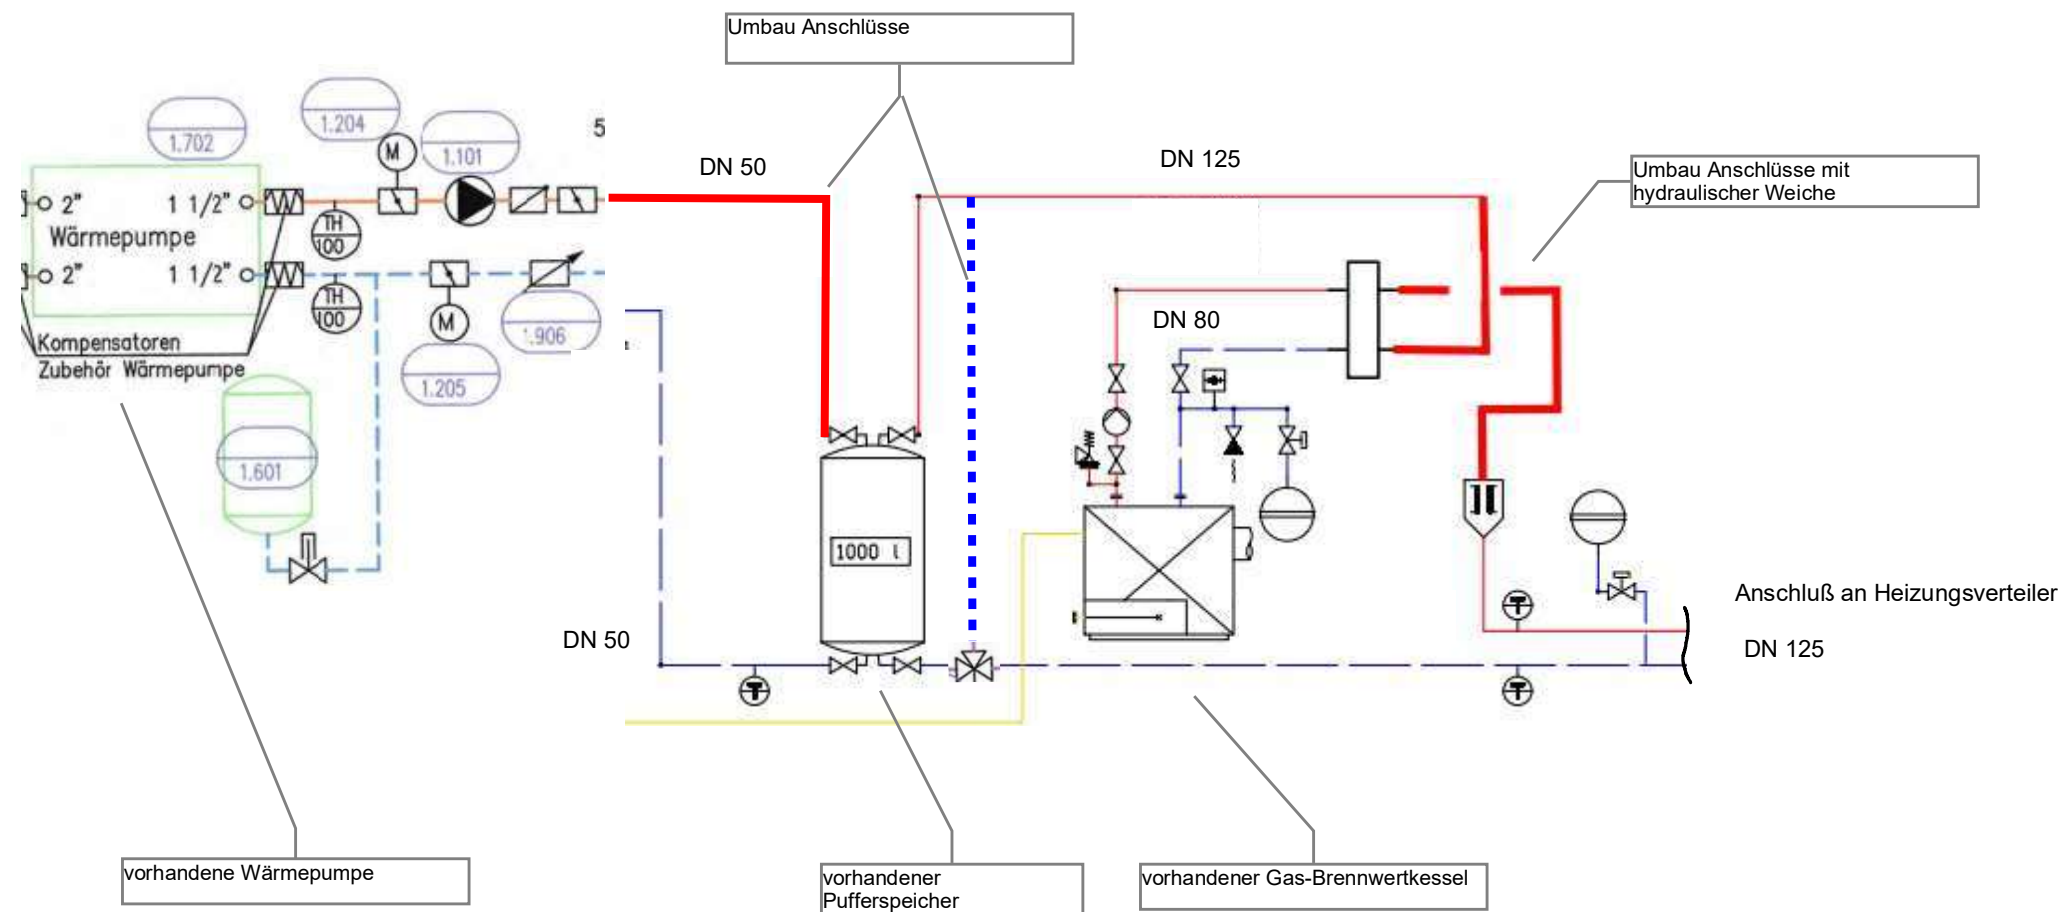 Umbau Anschlüsse
1.702
1.204
M
1.101
5
DN 50
DN 125
Umbau Anschlüsse mit
hydraulischer Weiche
2" 1 1/2"
Wärmepumpe
TH
100
2" 1 1/2"
TH
100
M
1.906
1.205
Kompensatoren
Zubehör Wärmepumpe
DN 80
1.601
1000 l
Anschluß an Heizungsverteiler
DN 50
DN 125
T
T
T
vorhandene Wärmepumpe
vorhandener
Pufferspeicher
vorhandener Gas-Brennwertkessel